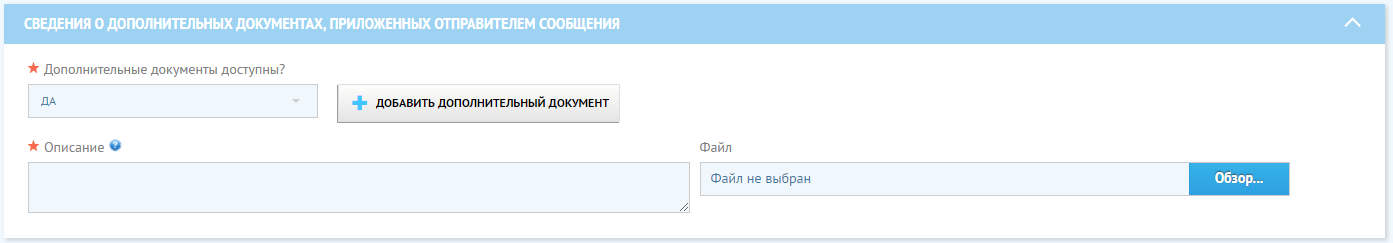 СВЕДЕНИЯ О ДОПОЛНИТЕЛЬНЫХ ДОКУМЕНТАХ, ПРИЛОЖЕННЫХ ОТПРАВИТЕЛЕМ СООБЩЕНИЯ
Дополнительные документы доступны?
ДА
ДОБАВИТЬ ДОПОЛНИТЕЛЬНЫЙ ДОКУМЕНТ
Описание ?
Файл
Файл не выбран
Обзор...